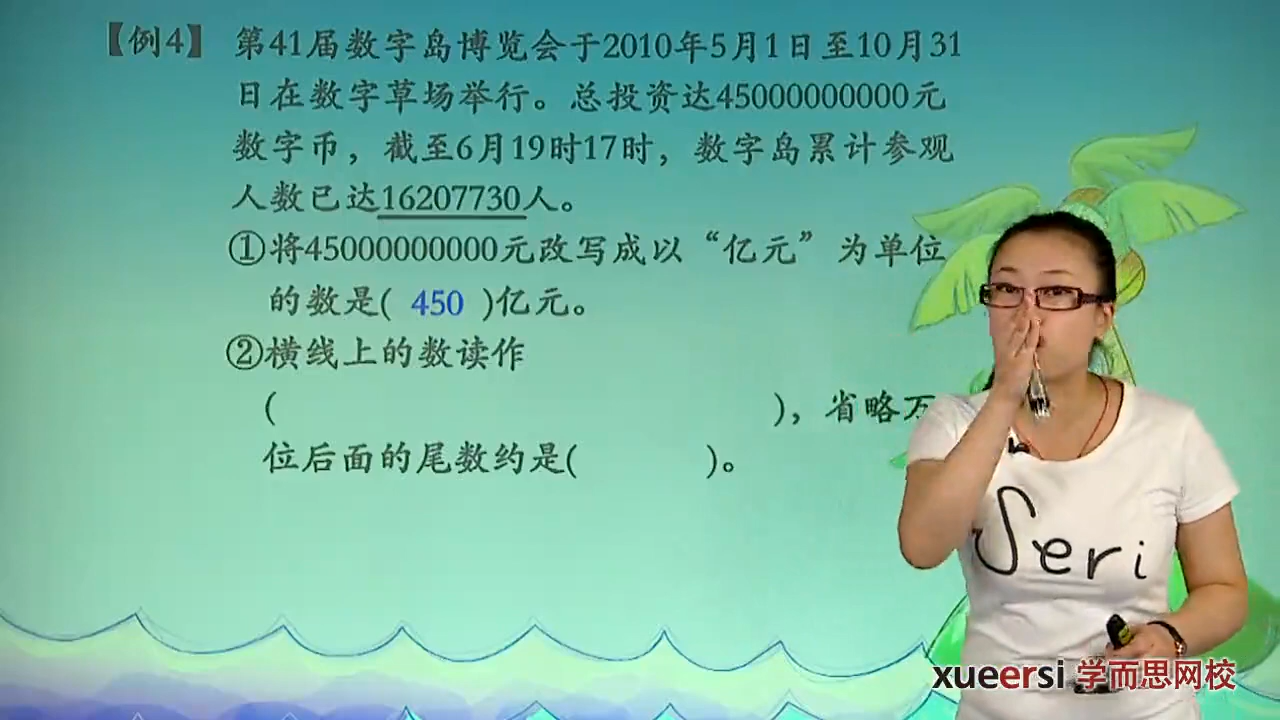 【例4】 第41届数字岛博览会于2010年5月1日至10月31
日在数字草场举行。总投资达45000000000元
数字币，截至6月19时17时，数字岛累计参观
人数已达16207730人。
①将45000000000元改写成以“亿元”为单位
的数是( 450 )亿元。
②横线上的数读作
( )，省略万
位后面的尾数约是( )。
Seri
xueersi 学而思网校